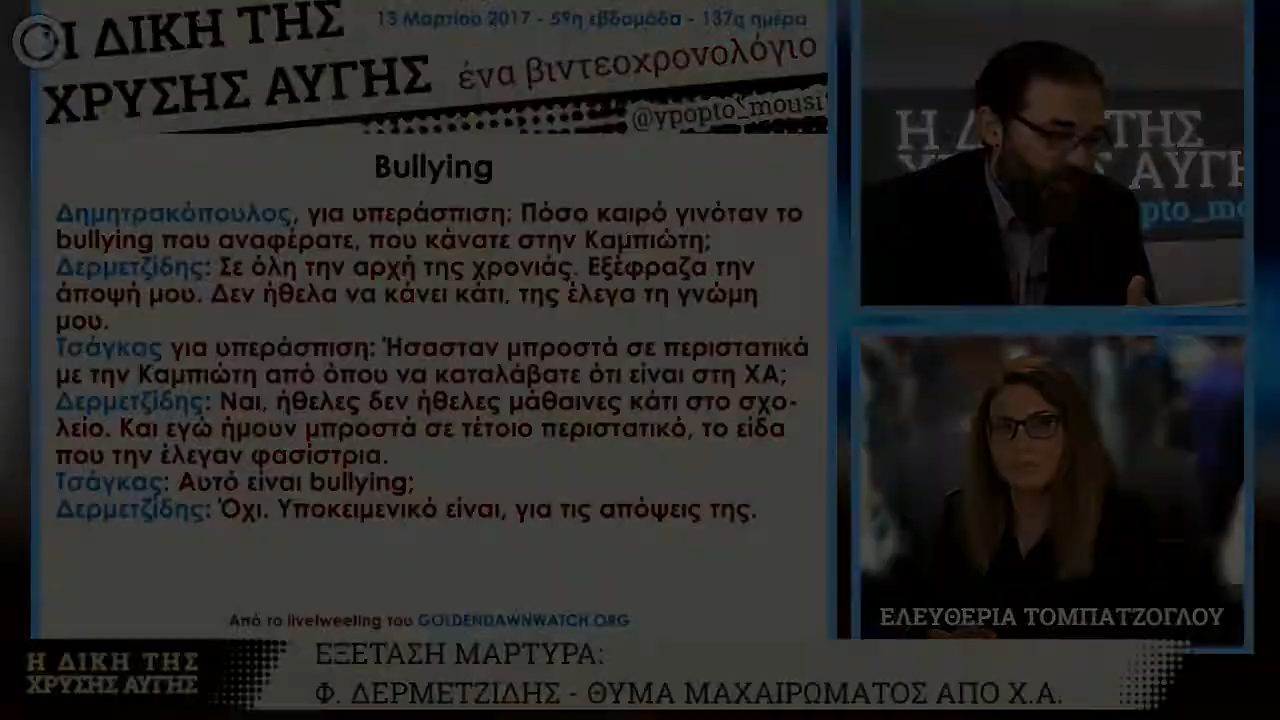 Η ΔΙΚΗ ΤΗΣ
ΧΡΥΣΗΣ ΑΥΓΗΣ
13 Μαρτίου 2017 - 59η εβδομάδα - 137η ημέρα
ένα βιντεοχρονολόγιο
@ypopto_mousi
Bullying
Δημητρακόπουλος, για υπεράσπιση: Πόσο καιρό γινόταν το
bullying που αναφέρατε, που κάνατε στην Καμπιώτη;
Δερμετζίδης: Σε όλη την αρχή της χρονιάς. Εξέφραζα την
άποψή μου. Δεν ήθελα να κάνει κάτι, της έλεγα τη γνώμη
μου.
Τσάγκας για υπεράσπιση: Ήσασταν μπροστά σε περιστατικά
με την Καμπιώτη από όπου να καταλάβατε ότι είναι στη ΧΑ;
Δερμετζίδης: Ναι, ήθελες δεν ήθελες μάθαινες κάτι στο σχο-
λείο. Και εγώ ήμουν μπροστά σε τέτοιο περιστατικό, το είδα
που την έλεγαν φασίστρια.
Τσάγκας: Αυτό είναι bullying;
Δερμετζίδης: Όχι. Υποκειμενικό είναι, για τις απόψεις της.
Από το livetweeting του GOLDENDAWNWATCH.ORG
Η Δ ΤΗΣ
ΑΥΓΗ
pto_mo
ΕΛΕΥΘΕΡΙΑ ΤΟΜΠΑΤΖΟΓΛΟΥ
Η ΔΙΚΗ ΤΗΣ
ΧΡΥΣΗΣ ΑΥΓΗΣ
ΕΞΕΤΑΣΗ ΜΑΡΤΥΡΑ:
Φ. ΔΕΡΜΕΤΖΙΔΗΣ - ΘΥΜΑ ΜΑΧΑΙΡΩΜΑΤΟΣ ΑΠΟ Χ.Α.